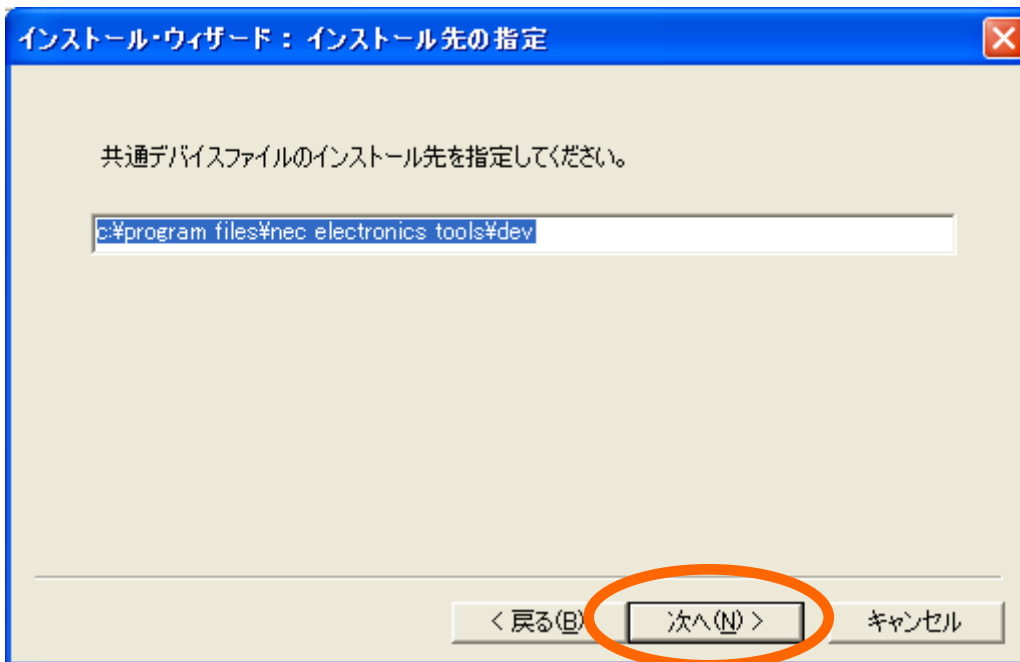 インストール・ウィザード： インストール先の指定
共通デバイスファイルのインストール先を指定してください。
c:¥program files¥nec electronics tools¥dev
< 戻る(B)
次へ(N) >
キャンセル